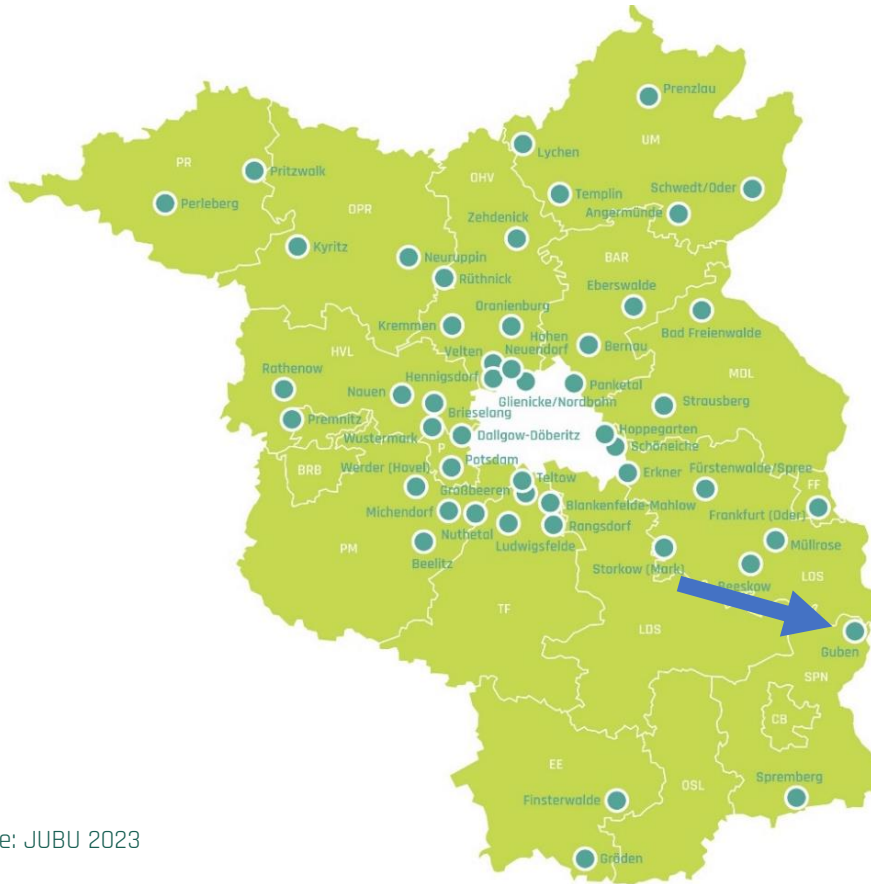 Prenzlau
UM
Lychen
PR
Pritzwalk
OHV
Templin
Schwedt/Oder
Perleberg
OPR
Angermünde
Zehdenick
Kyritz
Neuruppin
BAR
Rüthnick
Eberswalde
Oranienburg
Kremmen
Bad Freienwalde
Hohen
Neuendorf
Bernau
HVL
Velten
Rathenow
Hennigsdorf
MOL
Panketal
Nauen
Glienicke/Nordbahn
Strausberg
Brieselang
Premnitz
Hoppegarten
Wustermark
Dallgow-Döberitz
Schöneiche
P
Potsdam
BRB
Werder (Havel)
Teltow
Erkner
Fürstenwalde/Spree
FF
Großbeeren
Blankenfelde-Mahlow
Frankfurt (Oder)
Michendorf
Rangsdorf
Nuthetal
Ludwigsfelde
Müllrose
PM
Beelitz
Storkow (Mark)
Beeskow
LOS
TF
LDS
Guben
SPN
CB
EE
OSL
Spremberg
Finsterwalde
e: JUBU 2023
Gröden